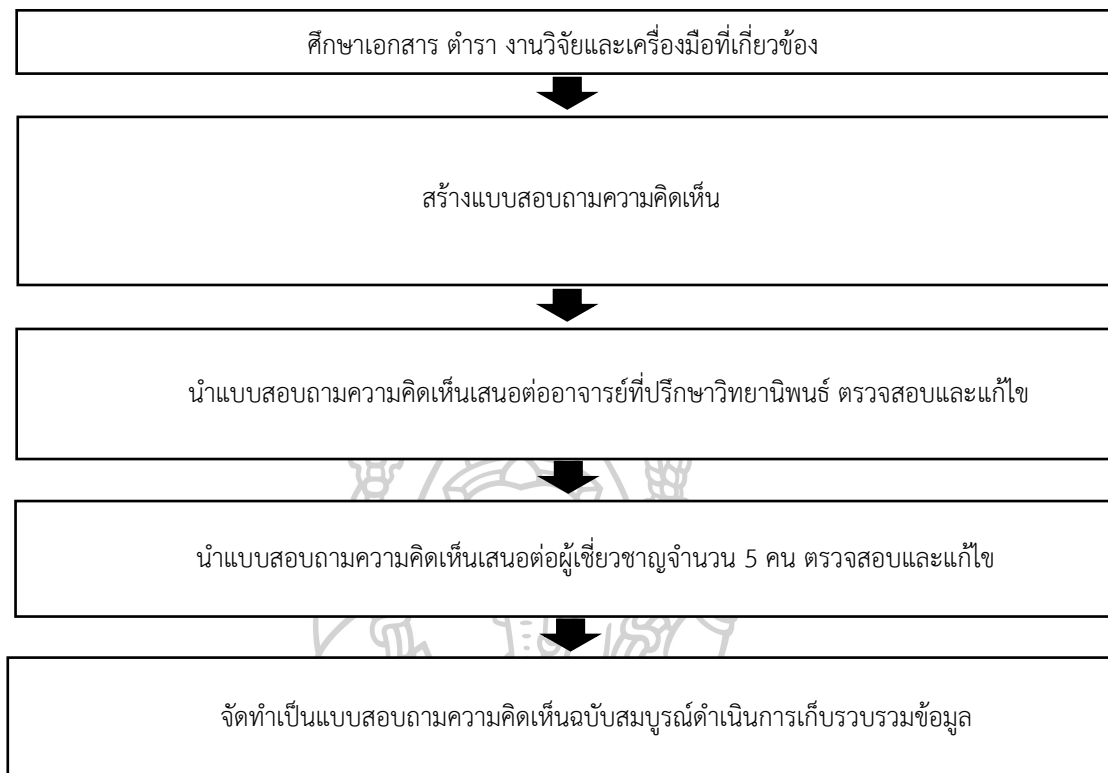 ศึกษาเอกสาร ตำรา งานวิจัยและเครื่องมือที่เกี่ยวข้อง
สร้างแบบสอบถามความคิดเห็น
นำแบบสอบถามความคิดเห็นเสนอต่ออาจารย์ที่ปรึกษาวิทยานิพนธ์ ตรวจสอบและแก้ไข
นำแบบสอบถามความคิดเห็นเสนอต่อผู้เชี่ยวชาญจำนวน 5 คน ตรวจสอบและแก้ไข
จัดทำเป็นแบบสอบถามความคิดเห็นฉบับสมบูรณ์ดำเนินการเก็บรวบรวมข้อมูล